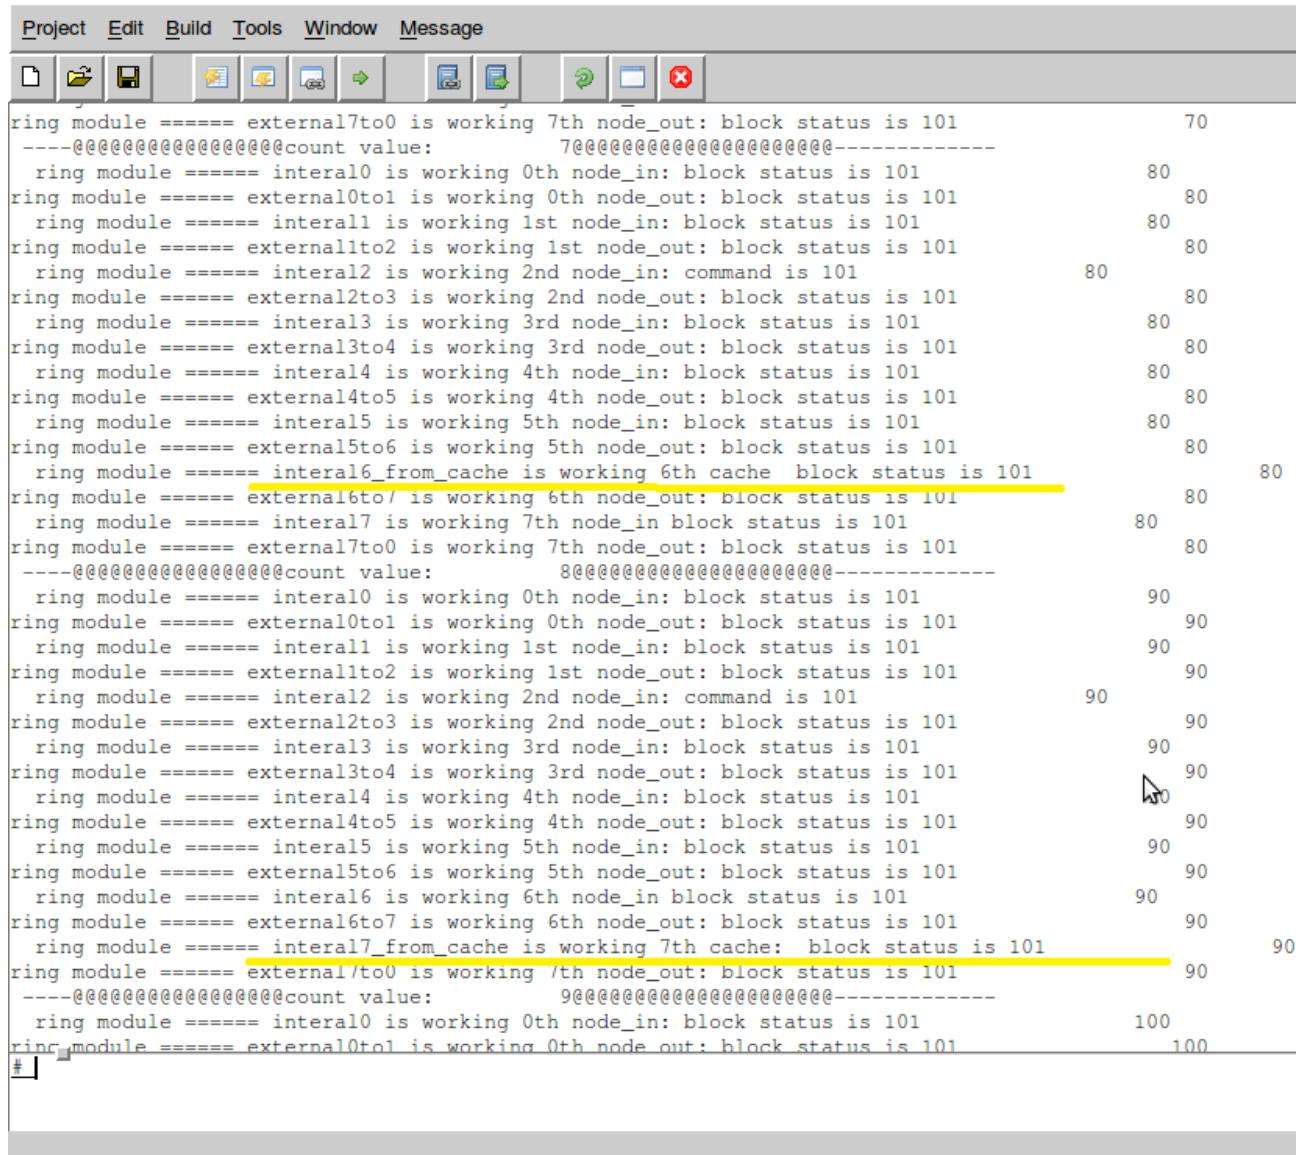 Project Edit Build Tools Window Message
ring module ====== external7to0 is working 7th node_out: block status is 101 70
----@@@@@@@@@@@@@@@@@count value: 7@@@@@@@@@@@@@@@@@@@@@-------------
ring module ====== interal0 is working 0th node_in: block status is 101 80
ring module ====== external0to1 is working 0th node_out: block status is 101 80
ring module ====== interal1 is working 1st node_in: block status is 101 80
ring module ====== external1to2 is working 1st node_out: block status is 101 80
ring module ====== interal2 is working 2nd node_in: command is 101 80
ring module ====== external2to3 is working 2nd node_out: block status is 101 80
ring module ====== interal3 is working 3rd node_in: block status is 101 80
ring module ====== external3to4 is working 3rd node_out: block status is 101 80
ring module ====== interal4 is working 4th node_in: block status is 101 80
ring module ====== external4to5 is working 4th node_out: block status is 101 80
ring module ====== interal5 is working 5th node_in: block status is 101 80
ring module ====== external5to6 is working 5th node_out: block status is 101 80
ring module ====== interal6_from_cache is working 6th cache block status is 101 80
ring module ====== external6to7 is working 6th node_out: block status is 101 80
ring module ====== interal7 is working 7th node_in block status is 101 80
ring module ====== external7to0 is working 7th node_out: block status is 101 80
----@@@@@@@@@@@@@@@@@count value: 8@@@@@@@@@@@@@@@@@@@@@-------------
ring module ====== interal0 is working 0th node_in: block status is 101 90
ring module ====== external0to1 is working 0th node_out: block status is 101 90
ring module ====== interal1 is working 1st node_in: block status is 101 90
ring module ====== external1to2 is working 1st node_out: block status is 101 90
ring module ====== interal2 is working 2nd node_in: command is 101 90
ring module ====== external2to3 is working 2nd node_out: block status is 101 90
ring module ====== interal3 is working 3rd node_in: block status is 101 90
ring module ====== external3to4 is working 3rd node_out: block status is 101 90
ring module ====== interal4 is working 4th node_in: block status is 101
ring module ====== external4to5 is working 4th node_out: block status is 101 90
ring module ====== interal5 is working 5th node_in: block status is 101 90
ring module ====== external5to6 is working 5th node_out: block status is 101 90
ring module ====== interal6 is working 6th node_in block status is 101 90
ring module ====== external6to7 is working 6th node_out: block status is 101 90
ring module ====== interal7_from_cache is working 7th cache: block status is 101 90
ring module ====== external7to0 is working 7th node_out: block status is 101 90
----@@@@@@@@@@@@@@@@@count value: 9@@@@@@@@@@@@@@@@@@@@@-------------
ring module ====== interal0 is working 0th node_in: block status is 101 100
ring module ====== external0to1 is working 0th node out: block status is 101 100
#